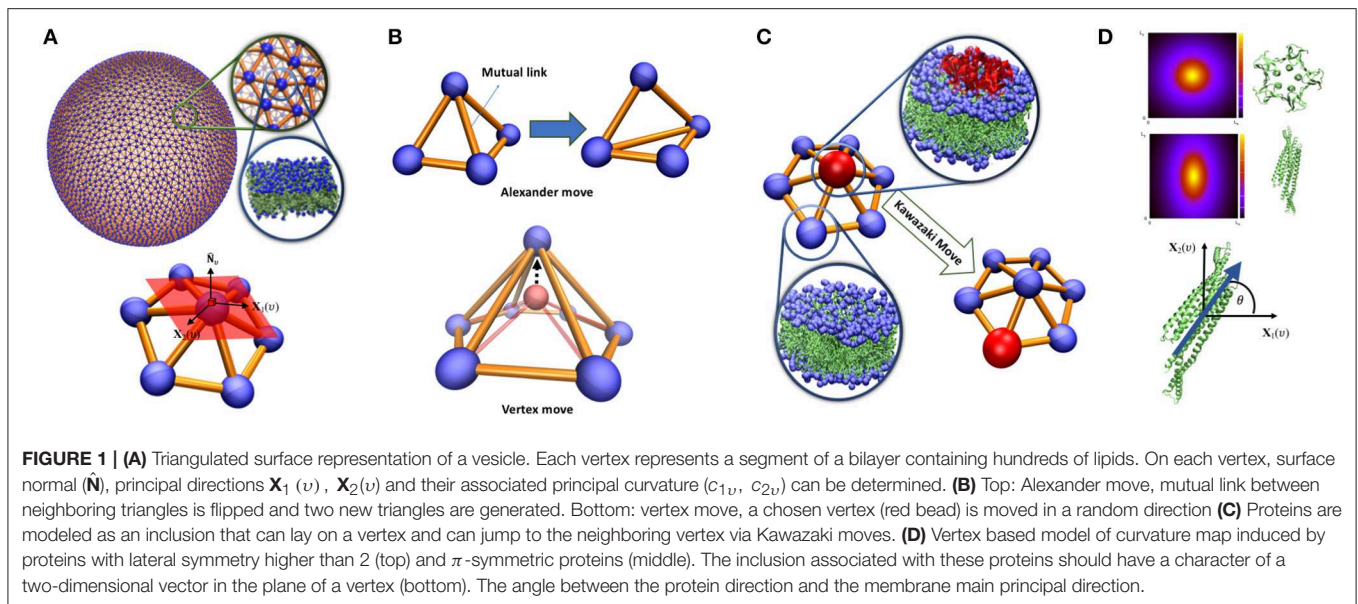 A
B
C
D
Mutual link
Alexander move
Vertex move
Kawazaki Move
N̂υ
X₁(υ)
X₂(υ)
X₂(υ)
θ
X₁(υ)
FIGURE 1 | (A) Triangulated surface representation of a vesicle. Each vertex represents a segment of a bilayer containing hundreds of lipids. On each vertex, surface
normal (N̂), principal directions X₁ (υ) , X₂(υ) and their associated principal curvature (c₁υ, c₂υ) can be determined. (B) Top: Alexander move, mutual link between
neighboring triangles is flipped and two new triangles are generated. Bottom: vertex move, a chosen vertex (red bead) is moved in a random direction (C) Proteins are
modeled as an inclusion that can lay on a vertex and can jump to the neighboring vertex via Kawazaki moves. (D) Vertex based model of curvature map induced by
proteins with lateral symmetry higher than 2 (top) and π-symmetric proteins (middle). The inclusion associated with these proteins should have a character of a
two-dimensional vector in the plane of a vertex (bottom). The angle between the protein direction and the membrane main principal direction.